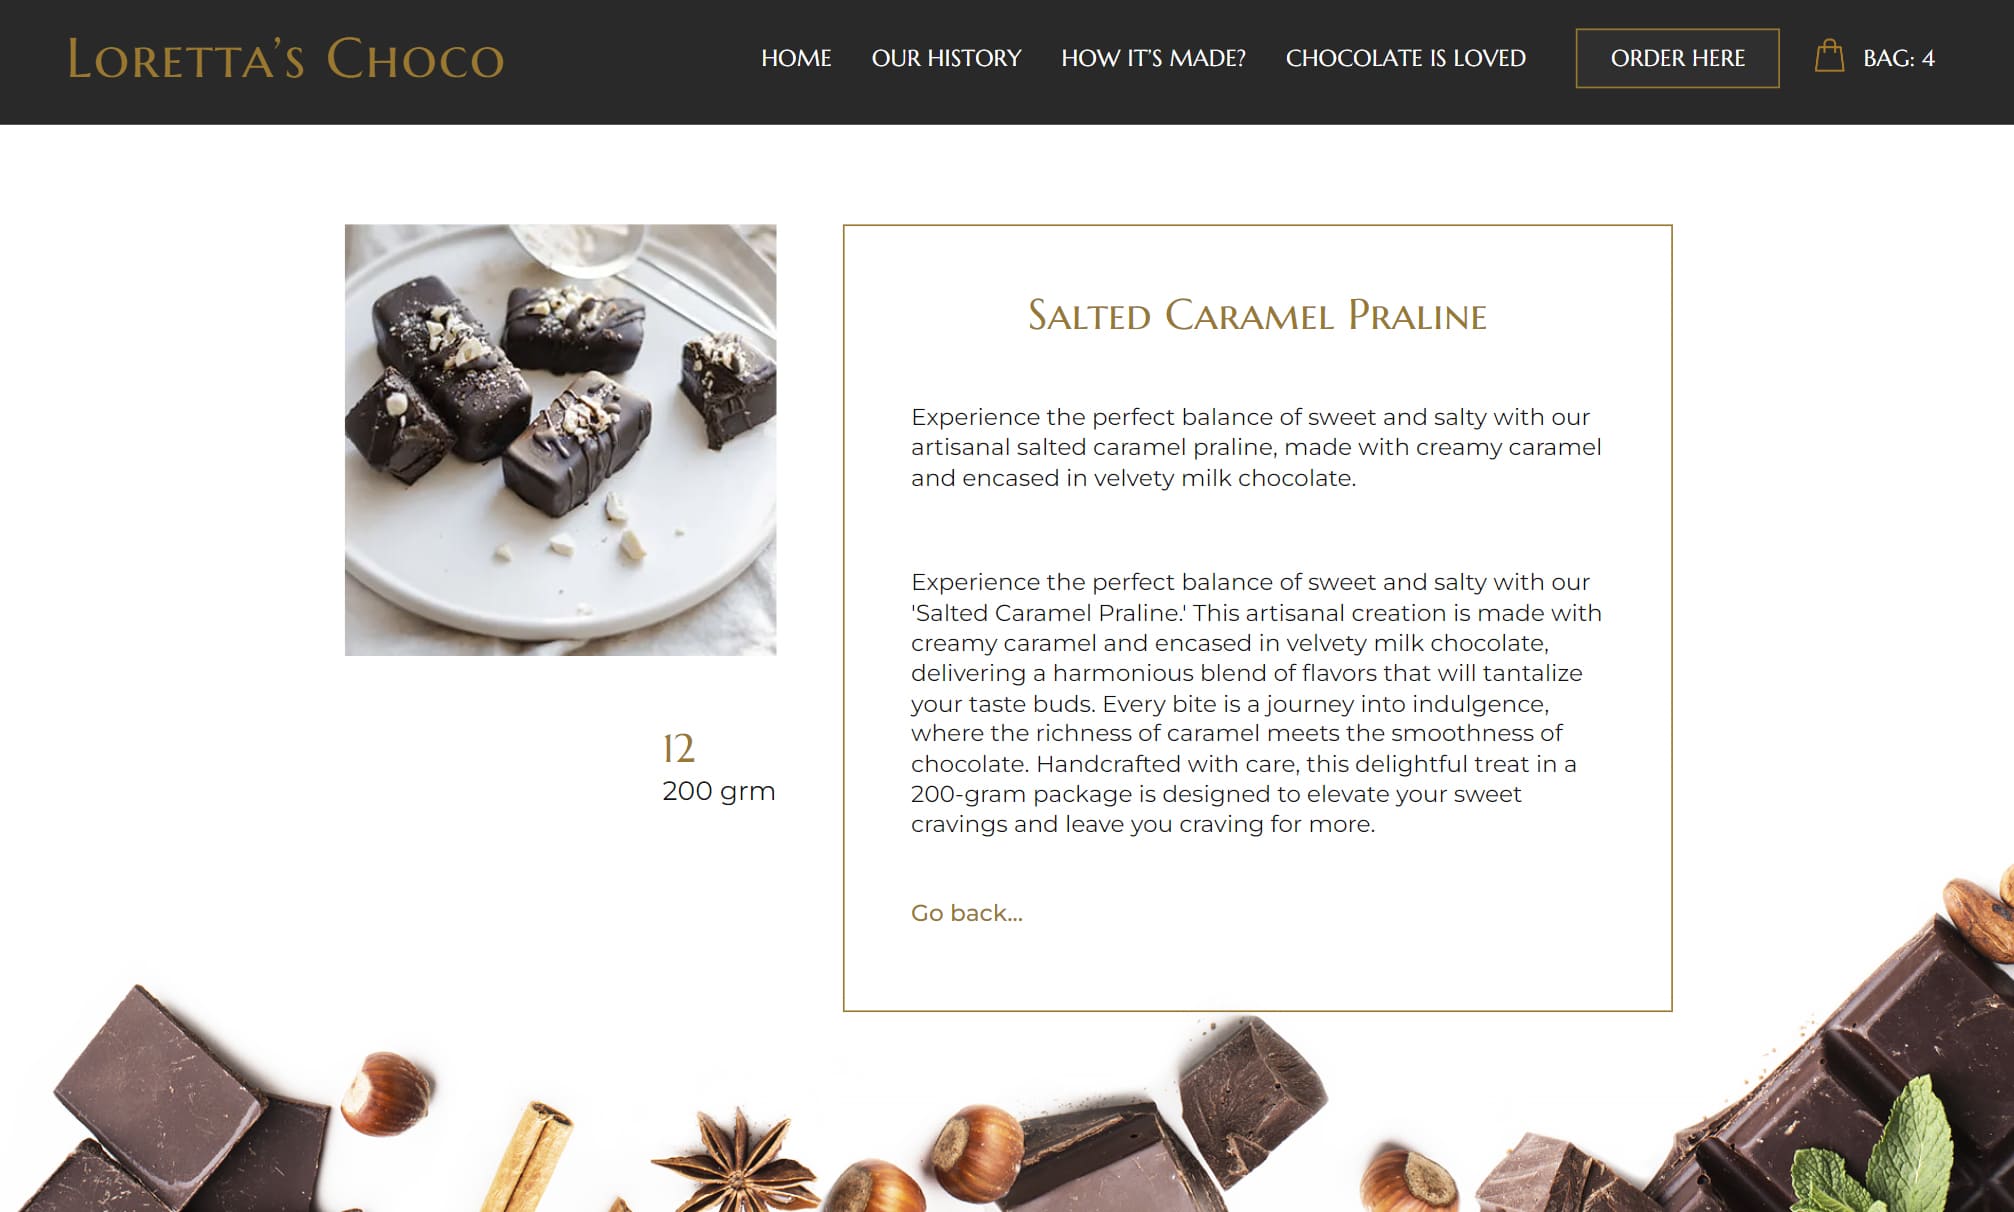 Loretta’s Choco
HOME
OUR HISTORY
HOW IT’S MADE?
CHOCOLATE IS LOVED
ORDER HERE
BAG: 4
Salted Caramel Praline
Experience the perfect balance of sweet and salty with our
artisanal salted caramel praline, made with creamy caramel
and encased in velvety milk chocolate.
Experience the perfect balance of sweet and salty with our
'Salted Caramel Praline.' This artisanal creation is made with
creamy caramel and encased in velvety milk chocolate,
delivering a harmonious blend of flavors that will tantalize
your taste buds. Every bite is a journey into indulgence,
where the richness of caramel meets the smoothness of
chocolate. Handcrafted with care, this delightful treat in a
200-gram package is designed to elevate your sweet
cravings and leave you craving for more.
Go back...
12
200 grm